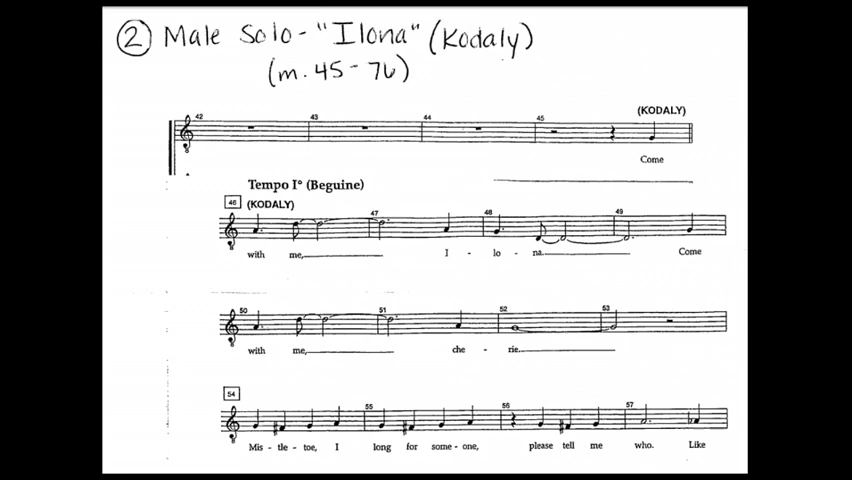 ② Male Solo - "Ilona" (Kodaly)
(m. 45 - 76)
42 43 44 45 (KODALY)
Come
Tempo I° (Beguine)
46 (KODALY) 47 48 49
with me, I - lo - na. Come
50 51 52 53
with me, che - rie.
54 55 56 57
Mis - tle - toe, I long for some - one, please tell me who. Like